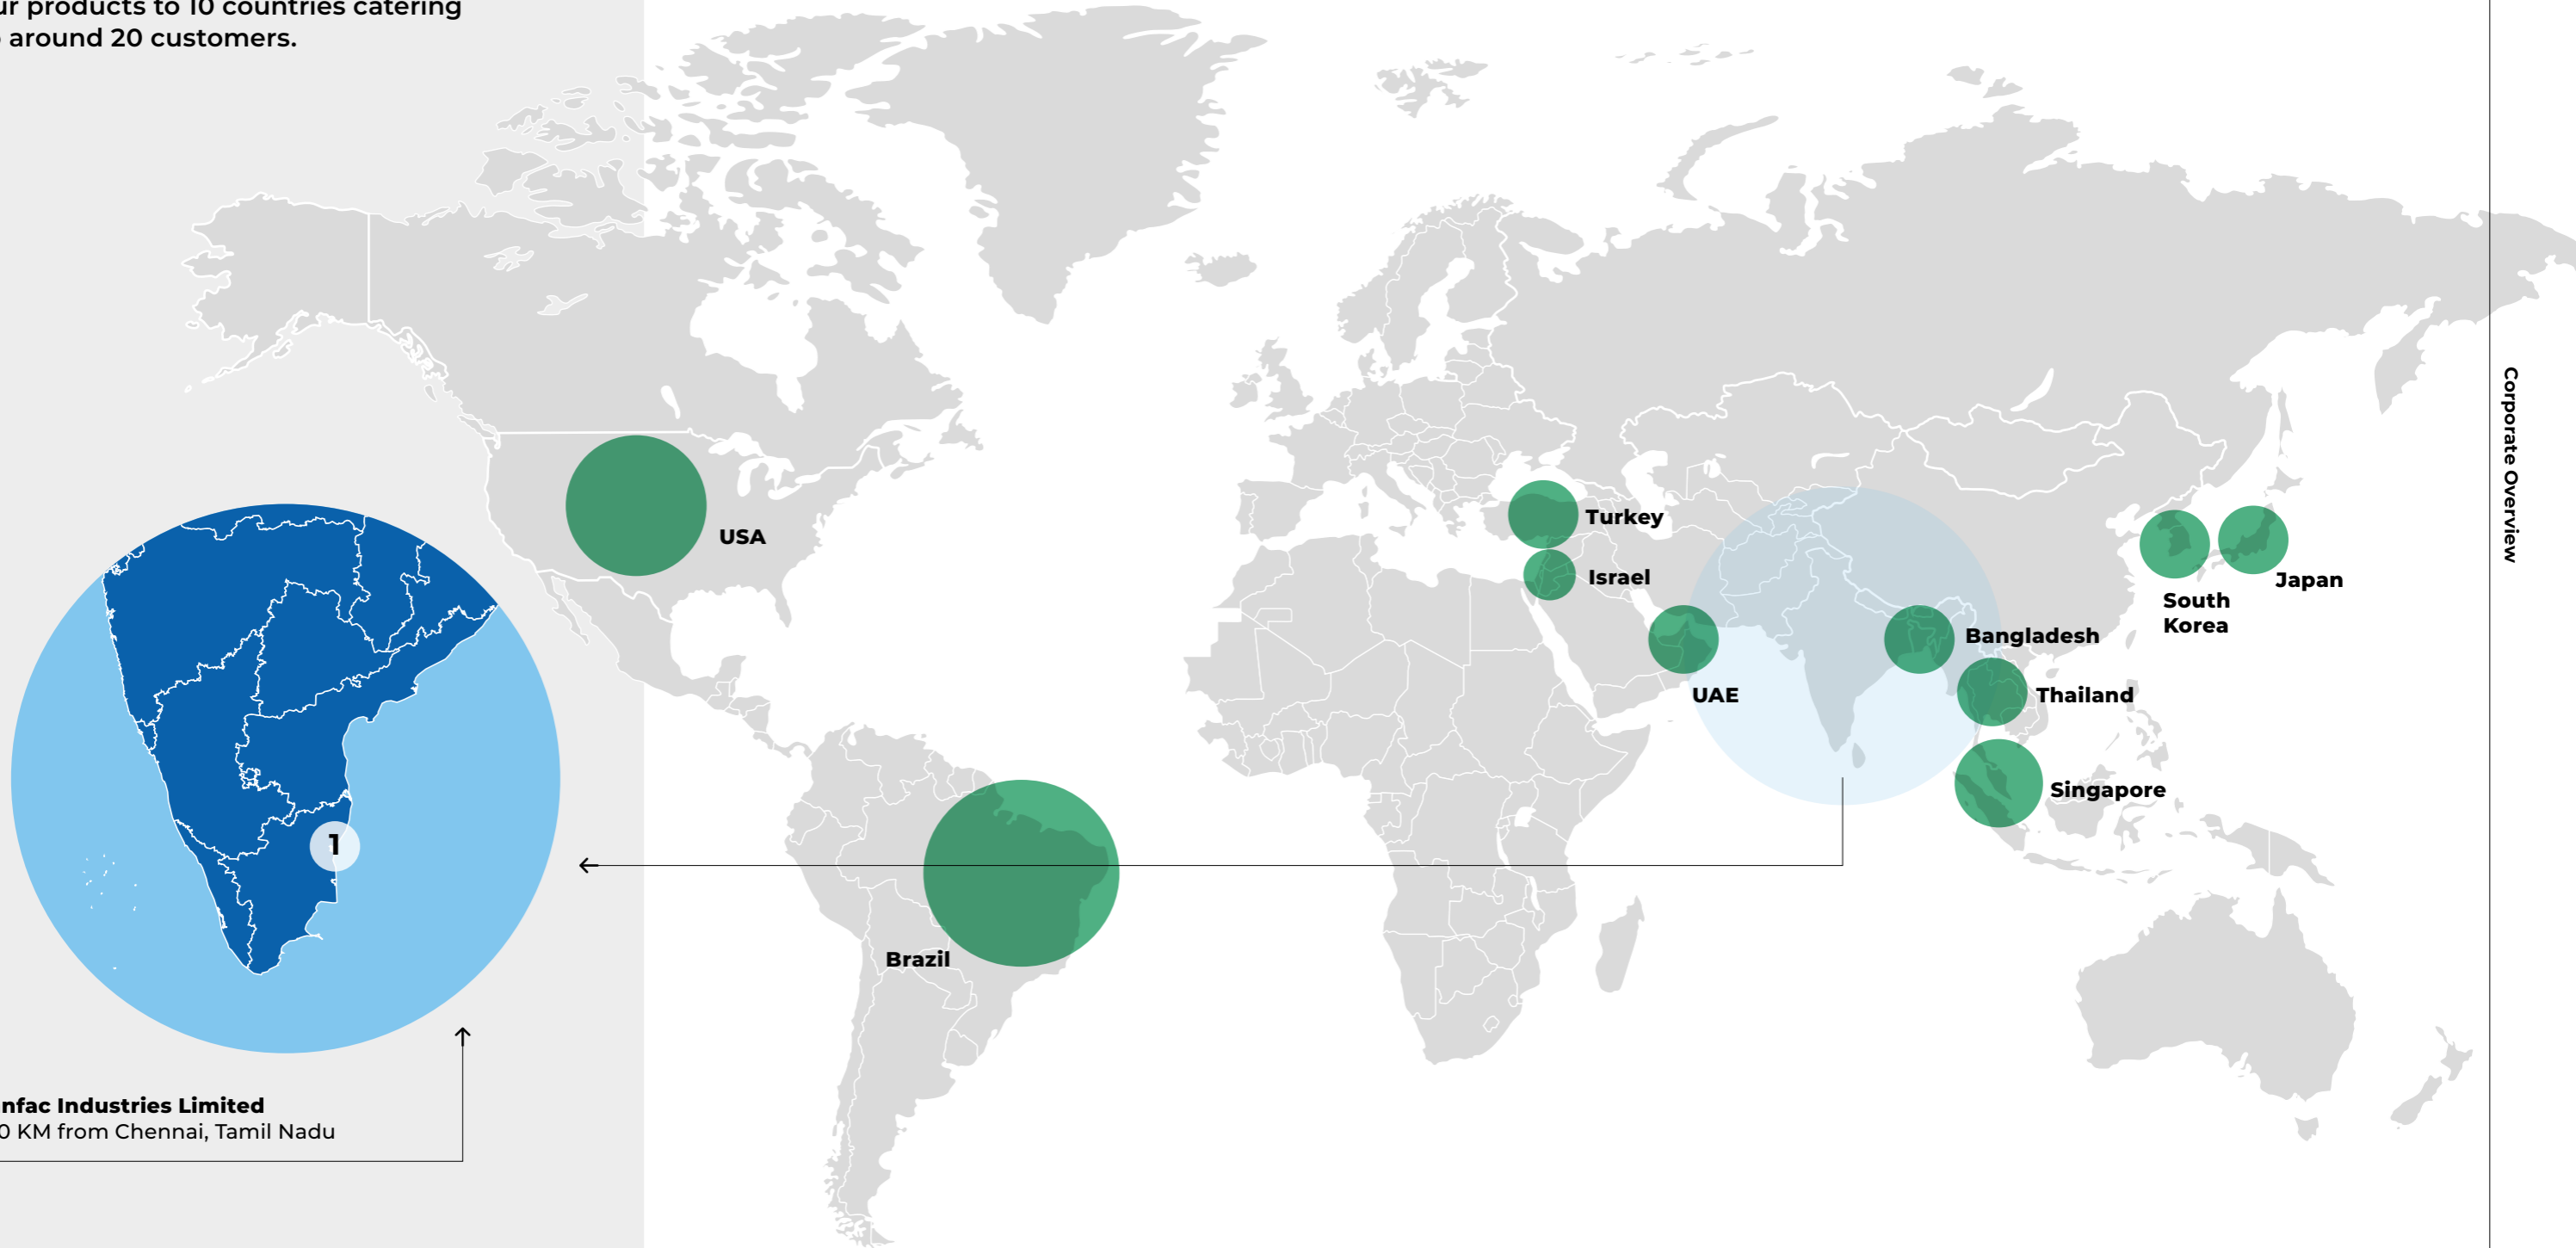 ur products to 10 countries catering
around 20 customers.
Corporate Overview
USA
Turkey
Israel
Japan
South
Korea
Bangladesh
UAE
Thailand
Singapore
1
Brazil
nfac Industries Limited
0 KM from Chennai, Tamil Nadu